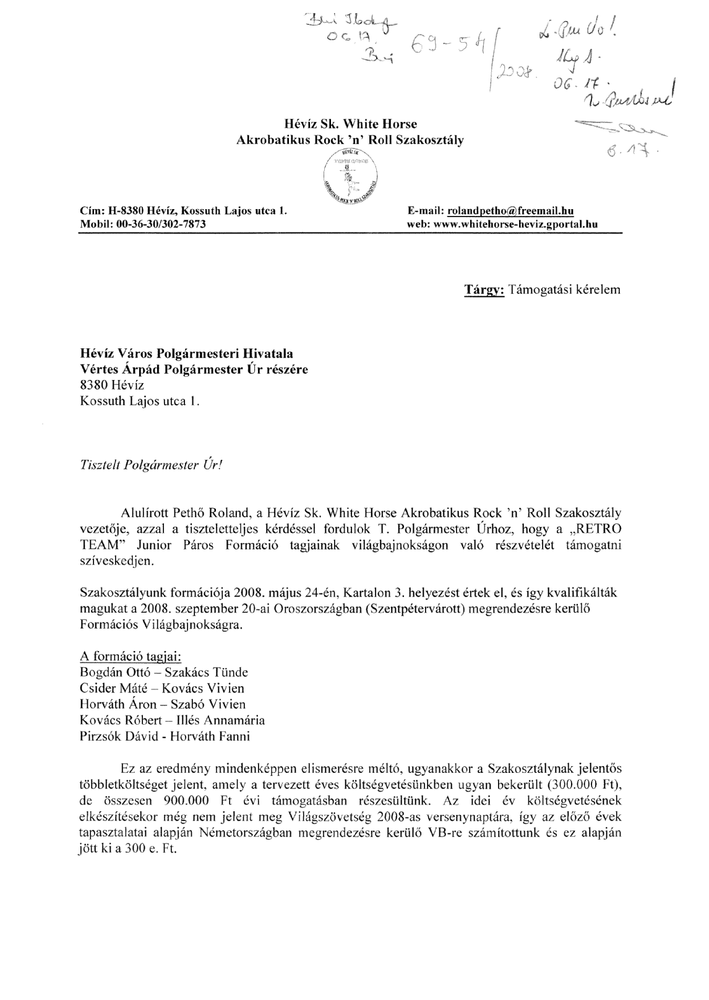 06.17.
69-54/
2008.
06.17.
6.17.
Hévíz Sk. White Horse
Akrobatikus Rock ’n’ Roll Szakosztály
HÉVÍZ SK
WHITE HORSE
AKROBATIKUS ROCK 'N' ROLL SZAKOSZTÁLY
Cím: H-8380 Hévíz, Kossuth Lajos utca 1. E-mail: rolandpetho@freemail.hu
Mobil: 00-36-30/302-7873 web: www.whitehorse-heviz.gportal.hu
Tárgy: Támogatási kérelem
Hévíz Város Polgármesteri Hivatala
Vértes Árpád Polgármester Úr részére
8380 Hévíz
Kossuth Lajos utca 1.
Tisztelt Polgármester Úr!
Alulírott Pethő Roland, a Hévíz Sk. White Horse Akrobatikus Rock ’n’ Roll Szakosztály
vezetője, azzal a tiszteletteljes kérdéssel fordulok T. Polgármester Úrhoz, hogy a „RETRO
TEAM” Junior Páros Formáció tagjainak világbajnokságon való részvételét támogatni
szíveskedjen.
Szakosztályunk formációja 2008. május 24-én, Kartalon 3. helyezést értek el, és így kvalifikálták
magukat a 2008. szeptember 20-ai Oroszországban (Szentpétervárott) megrendezésre kerülő
Formációs Világbajnokságra.
A formáció tagjai:
Bogdán Ottó – Szakács Tünde
Csider Máté – Kovács Vivien
Horváth Áron – Szabó Vivien
Kovács Róbert – Illés Annamária
Pirzsók Dávid - Horváth Fanni
Ez az eredmény mindenképpen elismerésre méltó, ugyanakkor a Szakosztálynak jelentős
többletköltséget jelent, amely a tervezett éves költségvetésünkben ugyan bekerült (300.000 Ft),
de összesen 900.000 Ft évi támogatásban részesültünk. Az idei év költségvetésének
elkészítésekor még nem jelent meg Világszövetség 2008-as versenynaptára, így az előző évek
tapasztalatai alapján Németországban megrendezésre kerülő VB-re számítottunk és ez alapján
jött ki a 300 e. Ft.